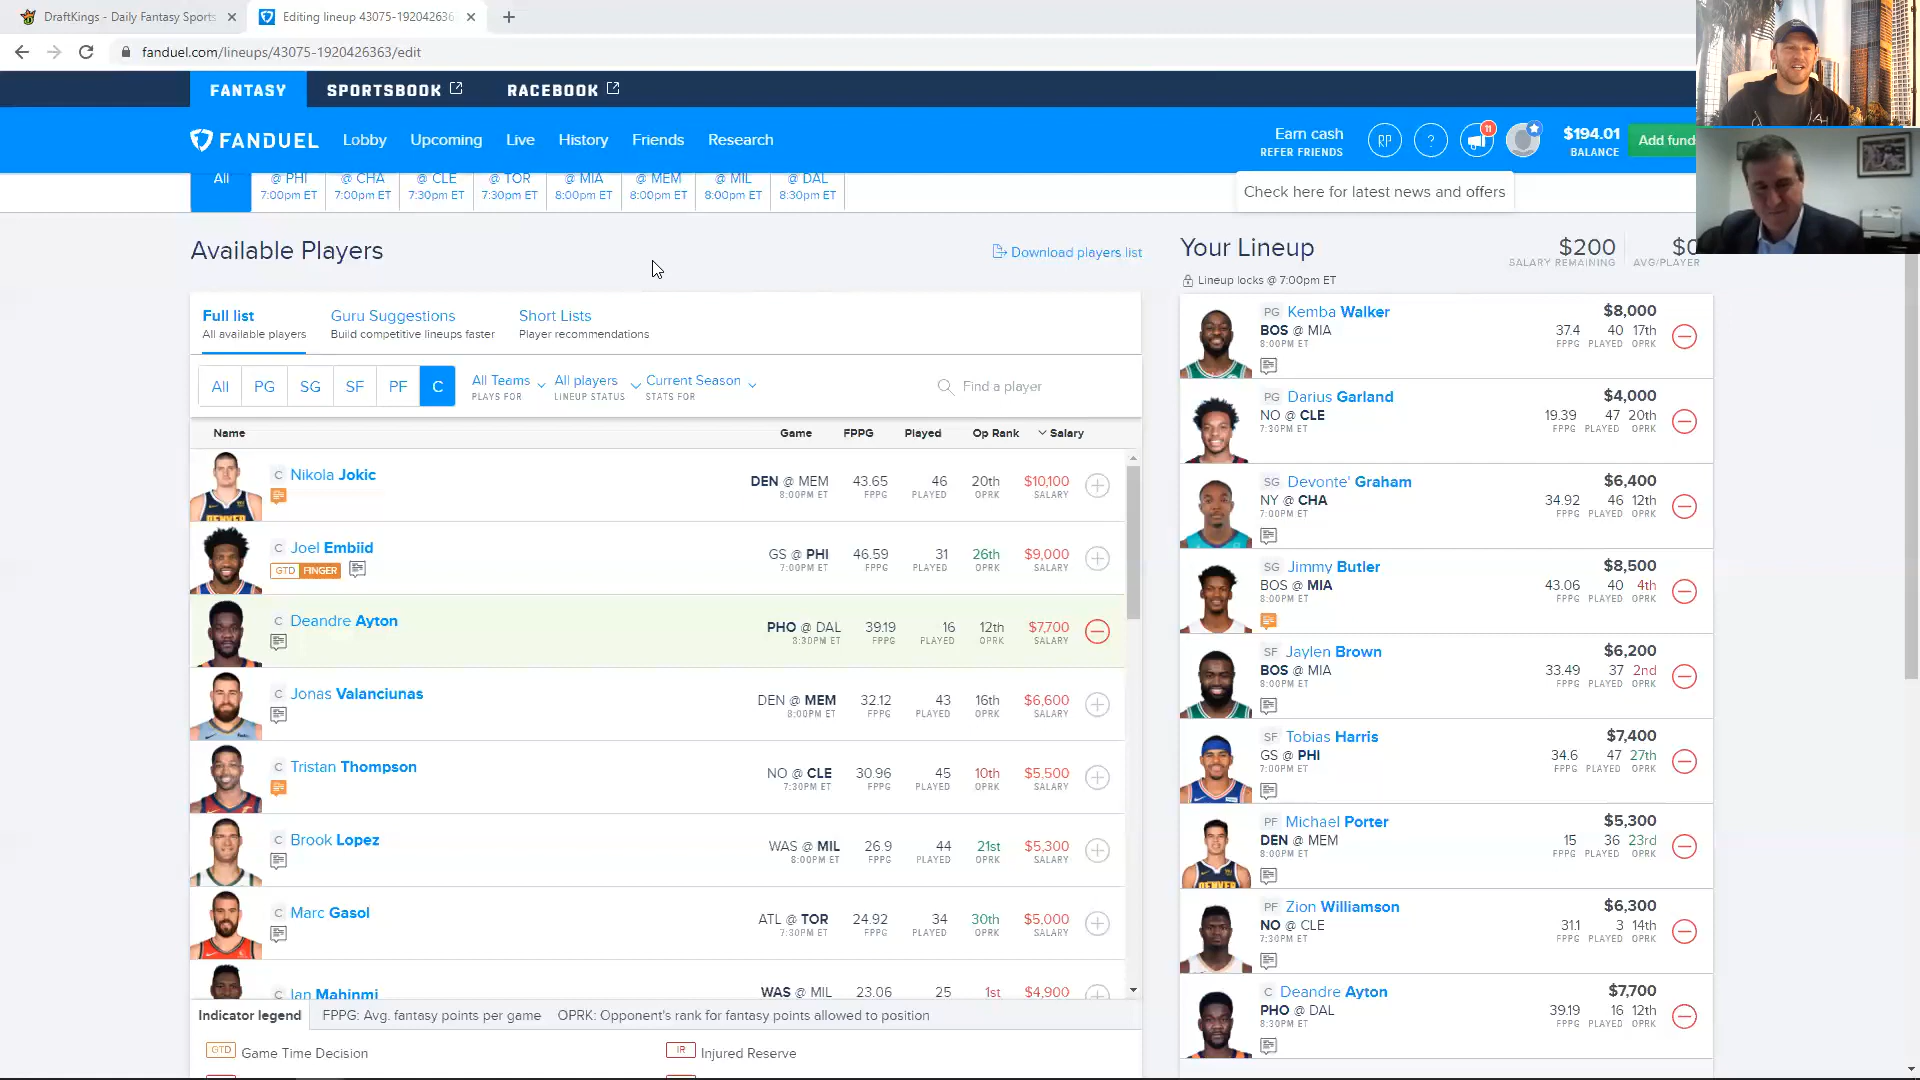 DraftKings - Daily Fantasy Sports
Editing lineup 43075-192042636
fanduel.com/lineups/43075-1920426363/edit
FANTASY SPORTSBOOK RACEBOOK
FANDUEL Lobby Upcoming Live History Friends Research
Earn cash
REFER FRIENDS
RP ? 11
$194.01
BALANCE
Add fund
All
@ PHI @ CHA @ CLE @ TOR @ MIA @ MEM @ MIL @ DAL
7:00pm ET 7:00pm ET 7:30pm ET 7:30pm ET 8:00pm ET 8:00pm ET 8:00pm ET 8:30pm ET
Check here for latest news and offers
Available Players
Download players list
Full list Guru Suggestions Short Lists
All available players Build competitive lineups faster Player recommendations
All PG SG SF PF C
All Teams All players Current Season
PLAYS FOR LINEUP STATUS STATS FOR
Find a player
Name Game FPPG Played Op Rank Salary
C Nikola Jokic DEN @ MEM 43.65 46 20th $10,100
8:00PM ET FPPG PLAYED OPRK SALARY
C Joel Embiid GS @ PHI 46.59 31 26th $9,000
GTD FINGER 7:00PM ET FPPG PLAYED OPRK SALARY
C Deandre Ayton PHO @ DAL 39.19 16 12th $7,700
8:30PM ET FPPG PLAYED OPRK SALARY
C Jonas Valanciunas DEN @ MEM 32.12 43 16th $6,600
8:00PM ET FPPG PLAYED OPRK SALARY
C Tristan Thompson NO @ CLE 30.96 45 10th $5,500
7:30PM ET FPPG PLAYED OPRK SALARY
C Brook Lopez WAS @ MIL 26.9 44 21st $5,300
8:00PM ET FPPG PLAYED OPRK SALARY
C Marc Gasol ATL @ TOR 24.92 34 30th $5,000
7:30PM ET FPPG PLAYED OPRK SALARY
C Ian Mahinmi WAS @ MIL 23.06 25 1st $4,900
Indicator legend FPPG: Avg. fantasy points per game OPRK: Opponent's rank for fantasy points allowed to position
GTD Game Time Decision IR Injured Reserve
Your Lineup
$200 $0
SALARY REMAINING AVG/PLAYER
Lineup locks @ 7:00pm ET
PG Kemba Walker $8,000
BOS @ MIA 37.4 40 17th
8:00PM ET FPPG PLAYED OPRK
PG Darius Garland $4,000
NO @ CLE 19.39 47 20th
7:30PM ET FPPG PLAYED OPRK
SG Devonte' Graham $6,400
NY @ CHA 34.92 46 12th
7:00PM ET FPPG PLAYED OPRK
SG Jimmy Butler $8,500
BOS @ MIA 43.06 40 4th
8:00PM ET FPPG PLAYED OPRK
SF Jaylen Brown $6,200
BOS @ MIA 33.49 37 2nd
8:00PM ET FPPG PLAYED OPRK
SF Tobias Harris $7,400
GS @ PHI 34.6 47 27th
7:00PM ET FPPG PLAYED OPRK
PF Michael Porter $5,300
DEN @ MEM 15 36 23rd
8:00PM ET FPPG PLAYED OPRK
PF Zion Williamson $6,300
NO @ CLE 31.1 3 14th
7:30PM ET FPPG PLAYED OPRK
C Deandre Ayton $7,700
PHO @ DAL 39.19 16 12th
8:30PM ET FPPG PLAYED OPRK